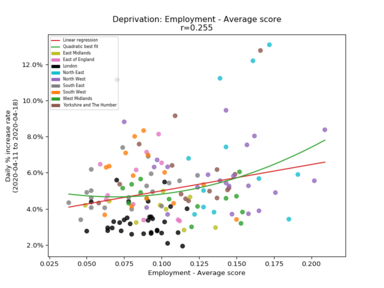 Deprivation: Employment - Average score
r=0.255
Linear regression
Quadratic best fit
East Midlands
East of England
London
North East
North West
South East
South West
West Midlands
Yorkshire and The Humber
12.0%
10.0%
8.0%
6.0%
4.0%
2.0%
Daily % increase rate
(2020-04-11 to 2020-04-18)
0.025
0.050
0.075
0.100
0.125
0.150
0.175
0.200
Employment - Average score